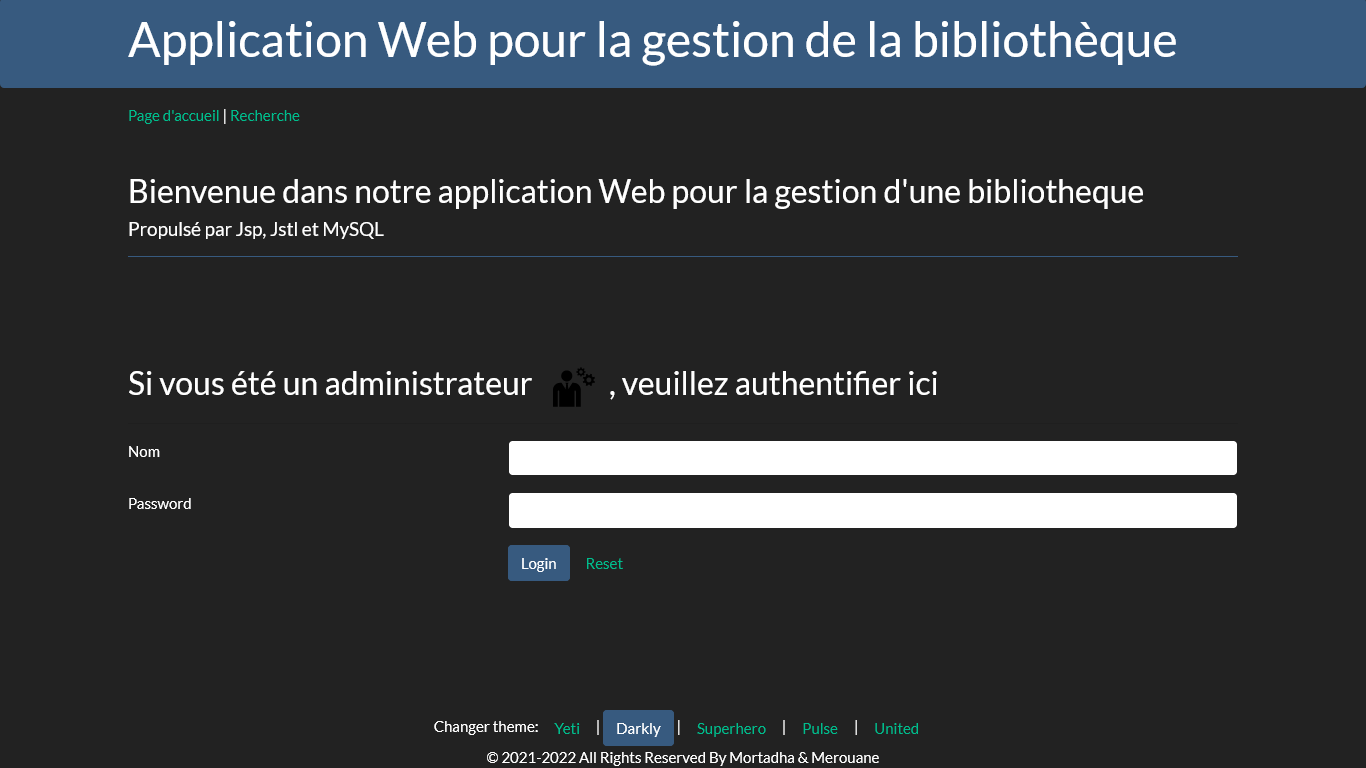 Application Web pour la gestion de la bibliothèque
Page d'accueil | Recherche
Bienvenue dans notre application Web pour la gestion d'une bibliotheque
Propulsé par Jsp, Jstl et MySQL
Si vous été un administrateur , veuillez authentifier ici
Nom
Password
Login Reset
Changer theme: Yeti | Darkly | Superhero | Pulse | United
© 2021-2022 All Rights Reserved By Mortadha & Merouane